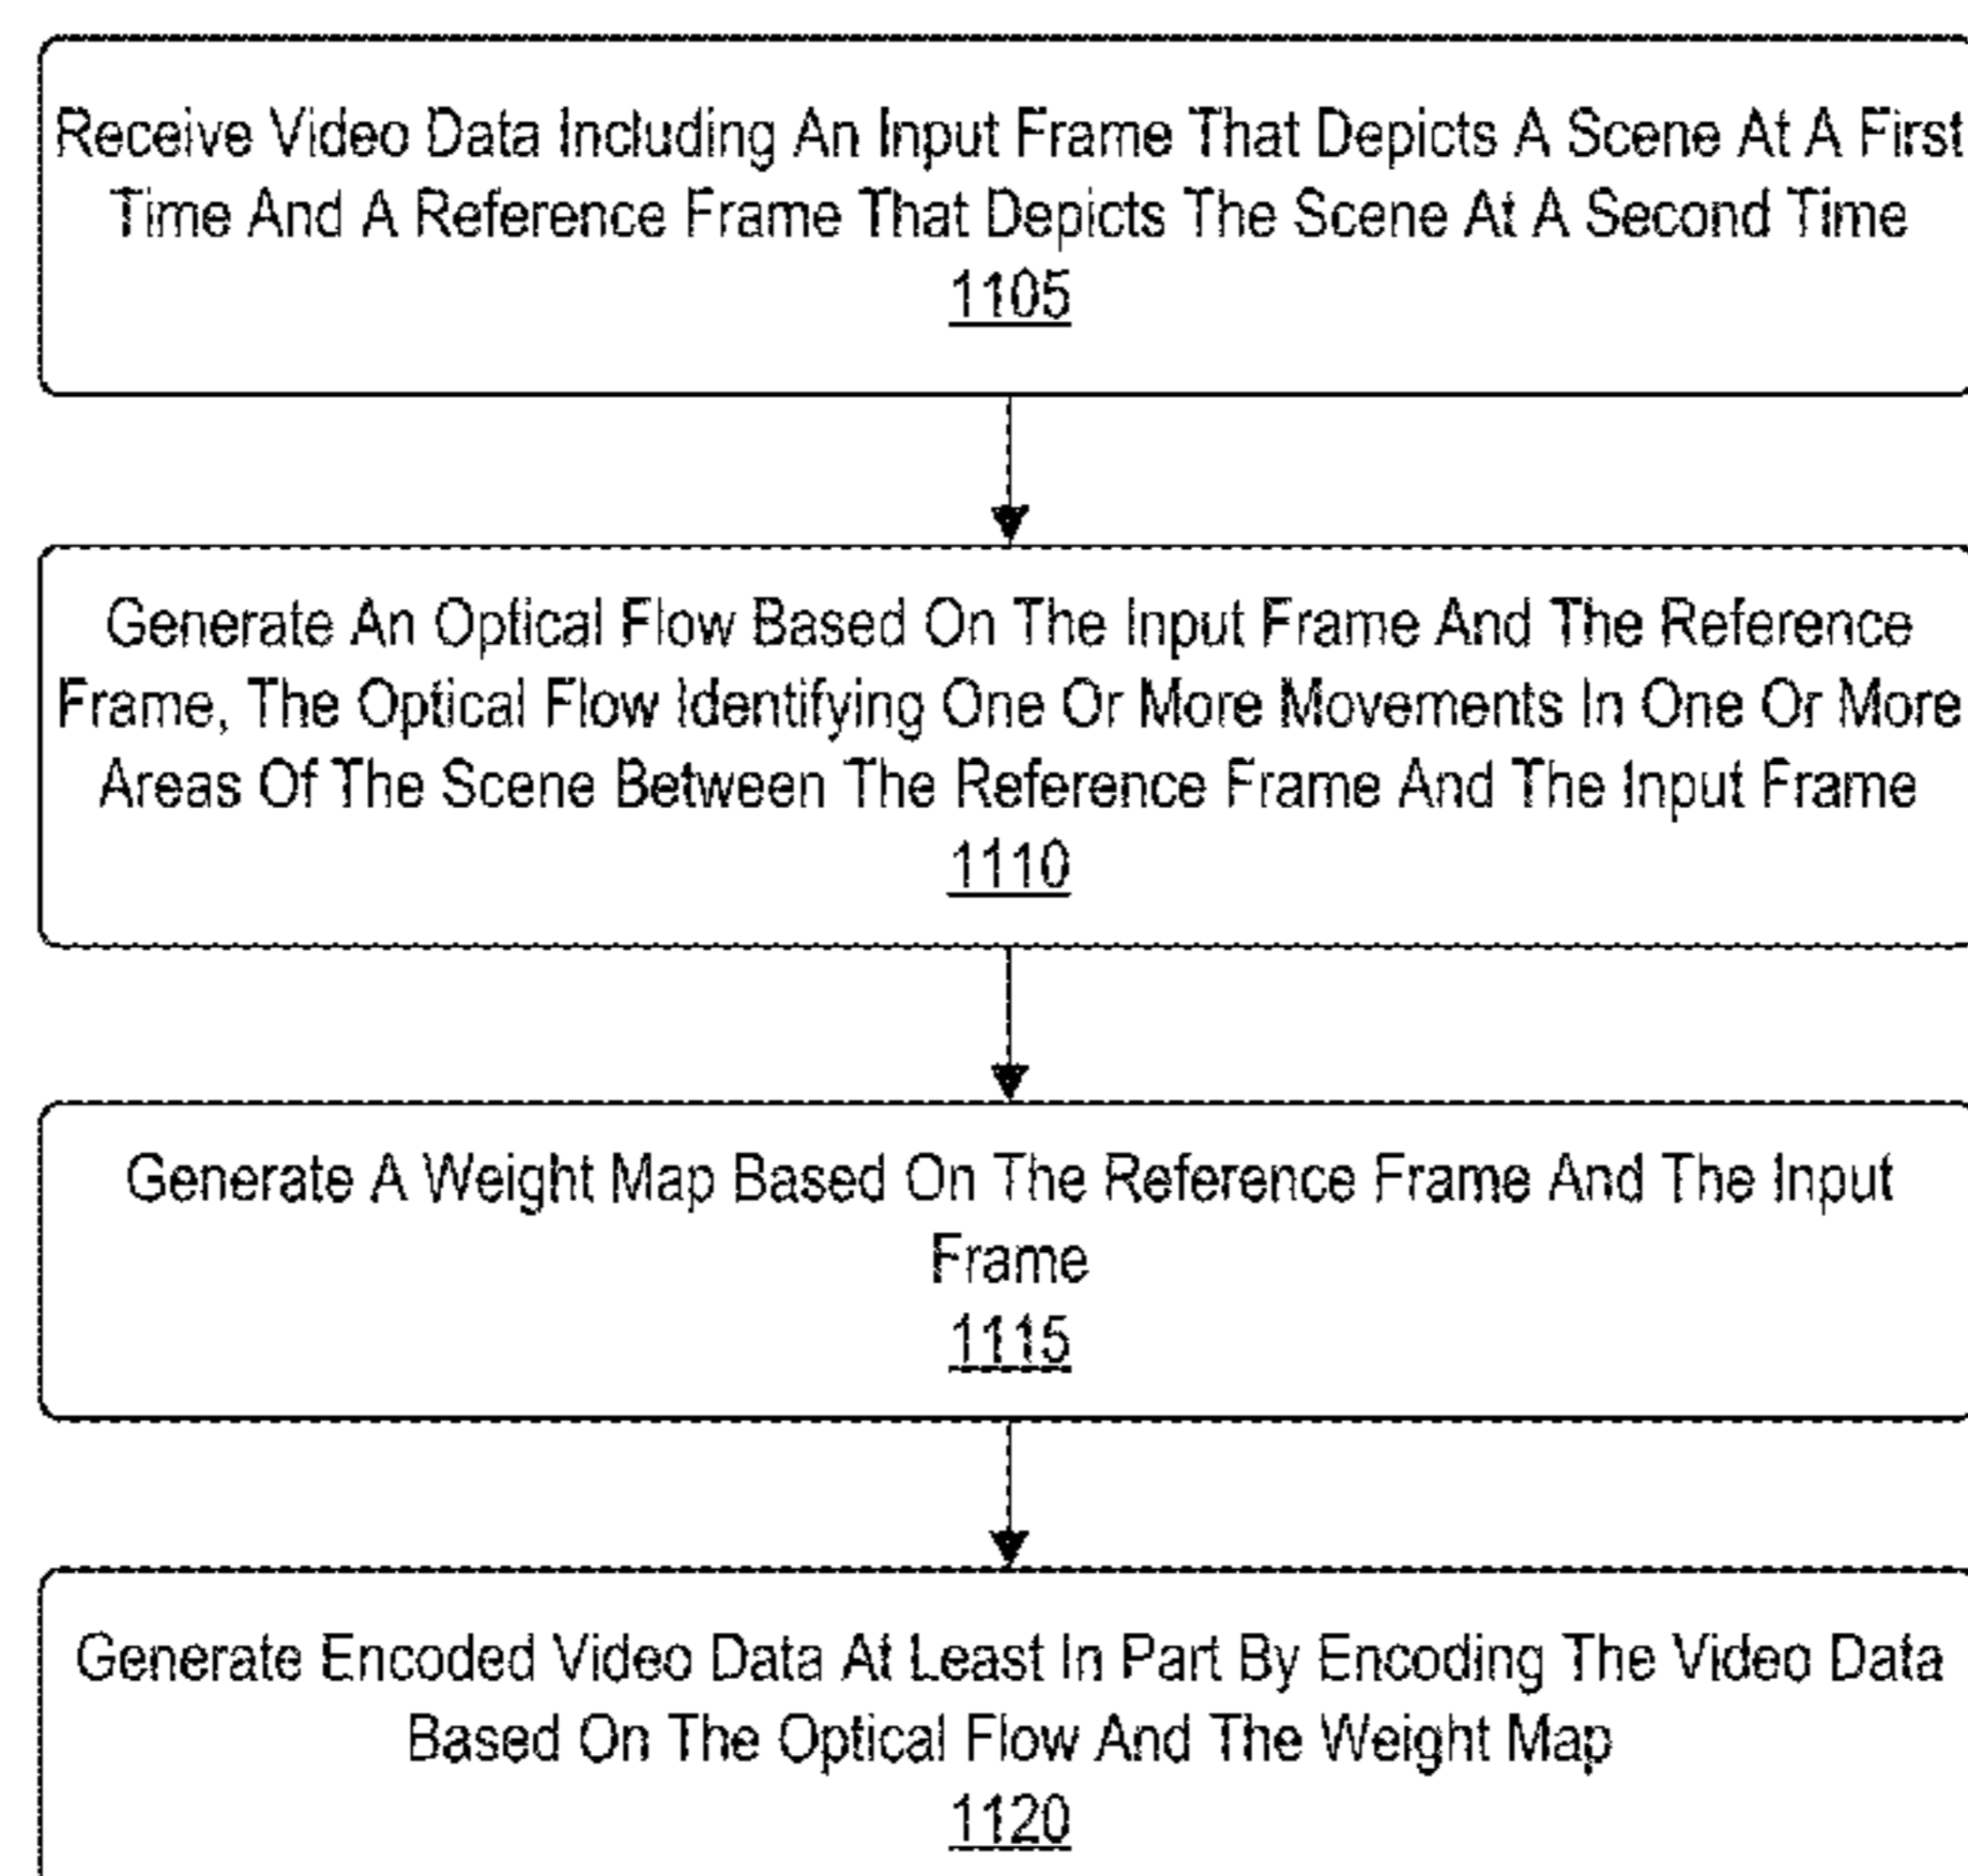 Receive Video Data Including An Input Frame That Depicts A Scene At A First
Time And A Reference Frame That Depicts The Scene At A Second Time
1105
Generate An Optical Flow Based On The Input Frame And The Reference
Frame, The Optical Flow Identifying One Or More Movements In One Or More
Areas Of The Scene Between The Reference Frame And The Input Frame
1110
Generate A Weight Map Based On The Reference Frame And The Input
Frame
1115
Generate Encoded Video Data At Least In Part By Encoding The Video Data
Based On The Optical Flow And The Weight Map
1120